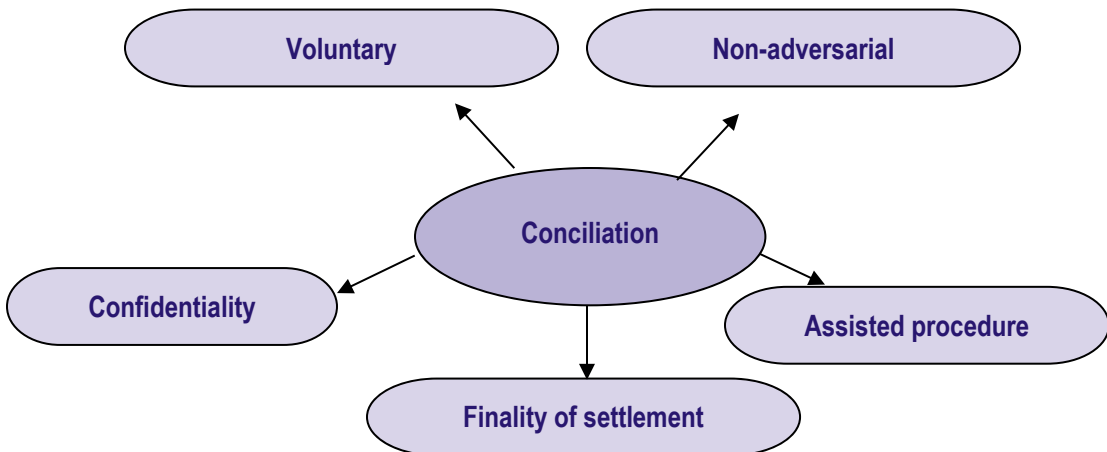 Voluntary
Non-adversarial
Conciliation
Confidentiality
Assisted procedure
Finality of settlement